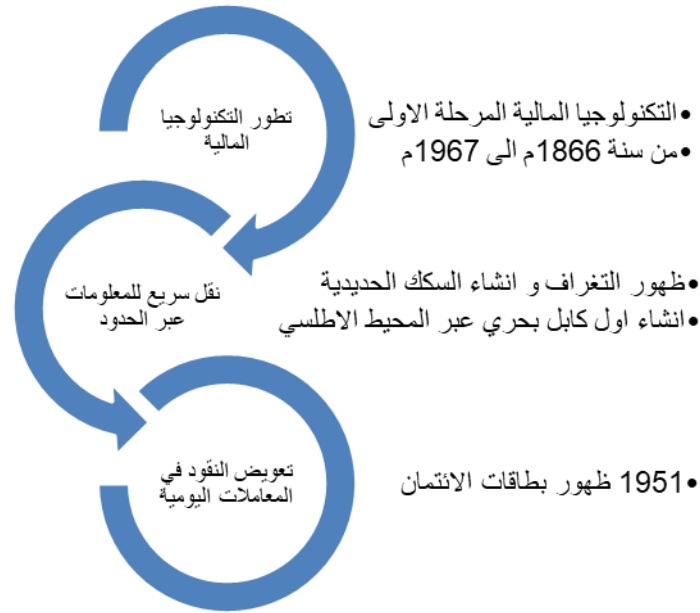 تطور التكنولوجيا
المالية
•التكنولوجيا المالية المرحلة الاولى
•من سنة 1866م الى 1967م
نقل سريع للمعلومات
عبر الحدود
•ظهور التغراف و انشاء السكك الحديدية
•انشاء اول كابل بحري عبر المحيط الاطلسي
تعويض النقود في
المعاملات اليومية
•1951 ظهور بطاقات الائتمان